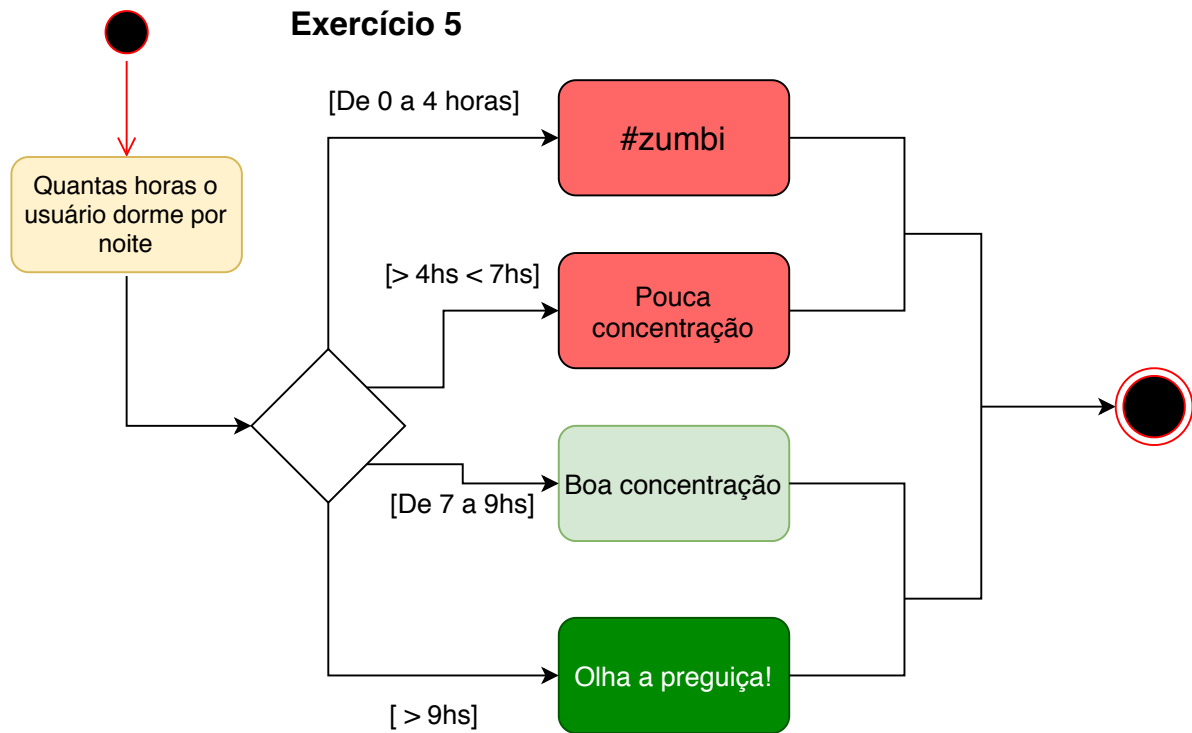 Exercício 5
Quantas horas o
usuário dorme por
noite
[De 0 a 4 horas]
#zumbi
[> 4hs < 7hs]
Pouca
concentração
[De 7 a 9hs]
Boa concentração
[ > 9hs]
Olha a preguiça!